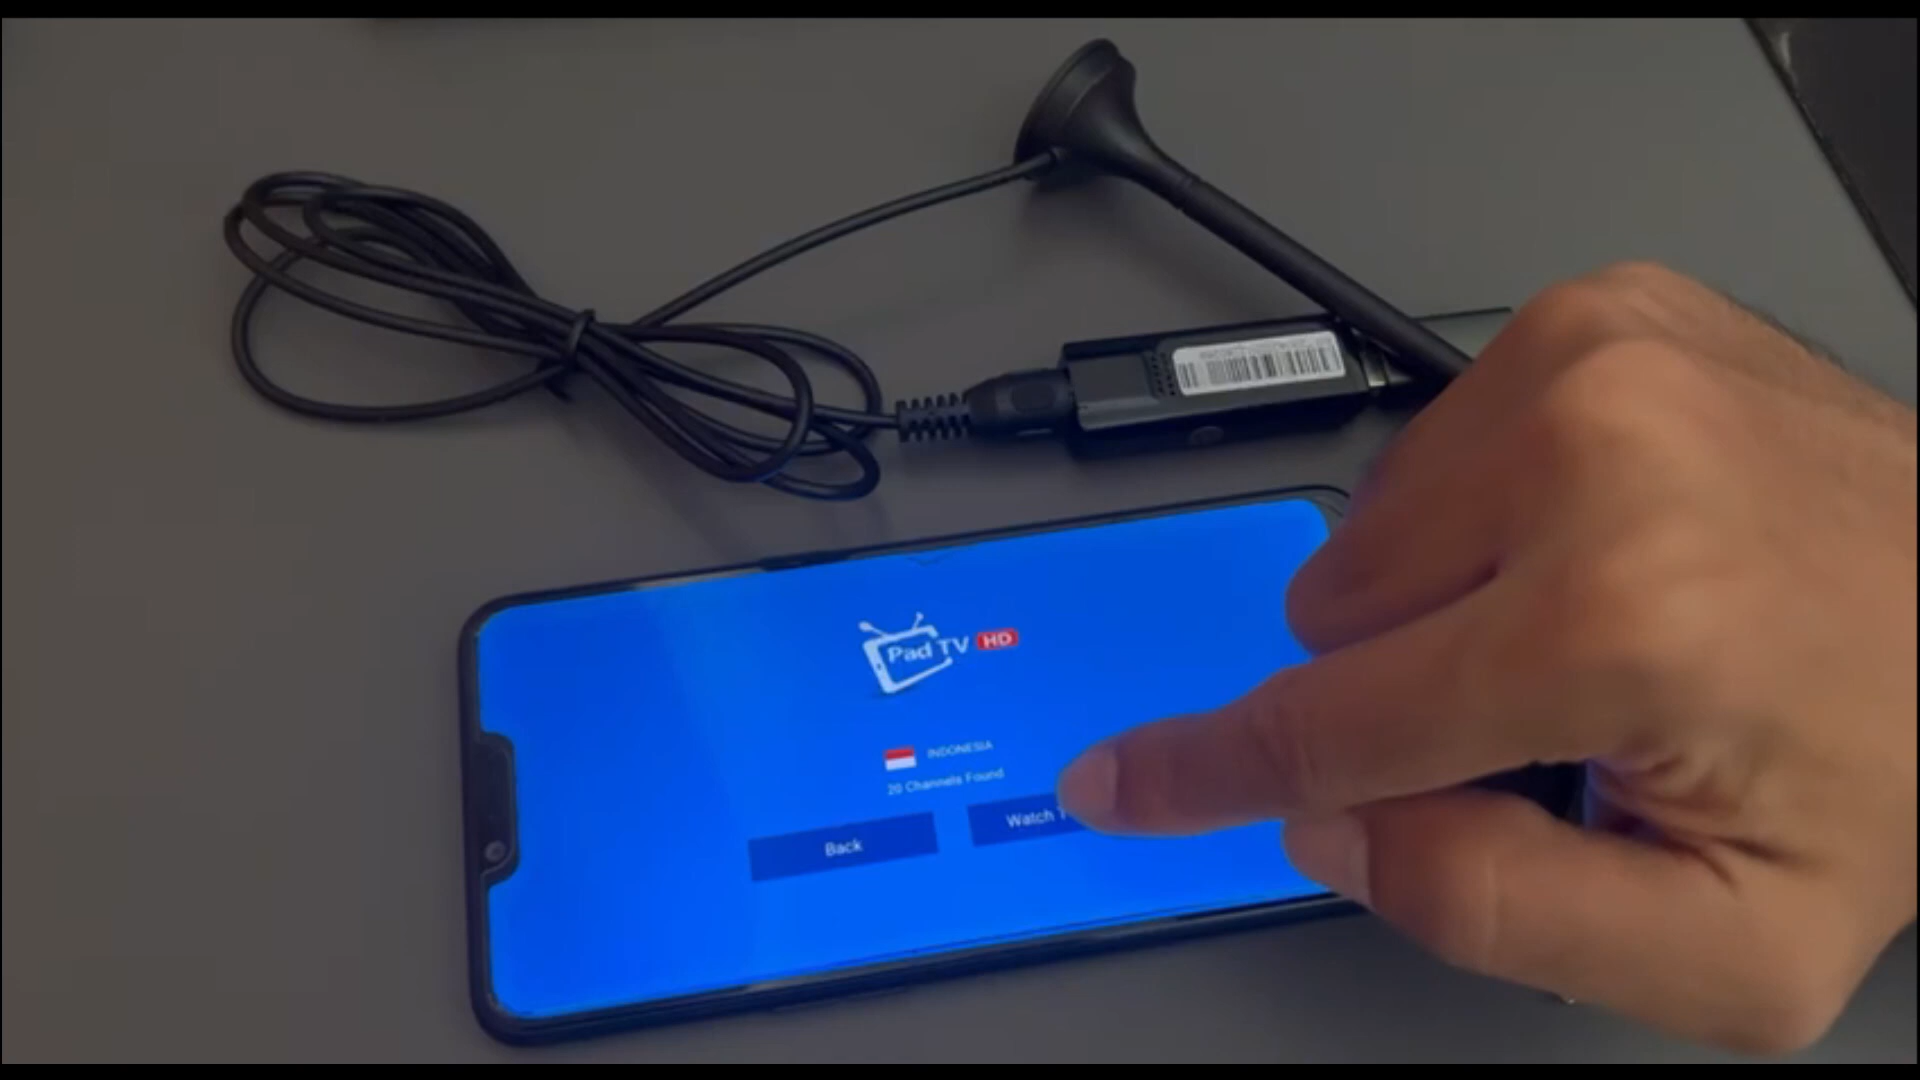 Pad TV HD
INDONESIA
20 Channels Found
Back
Watch